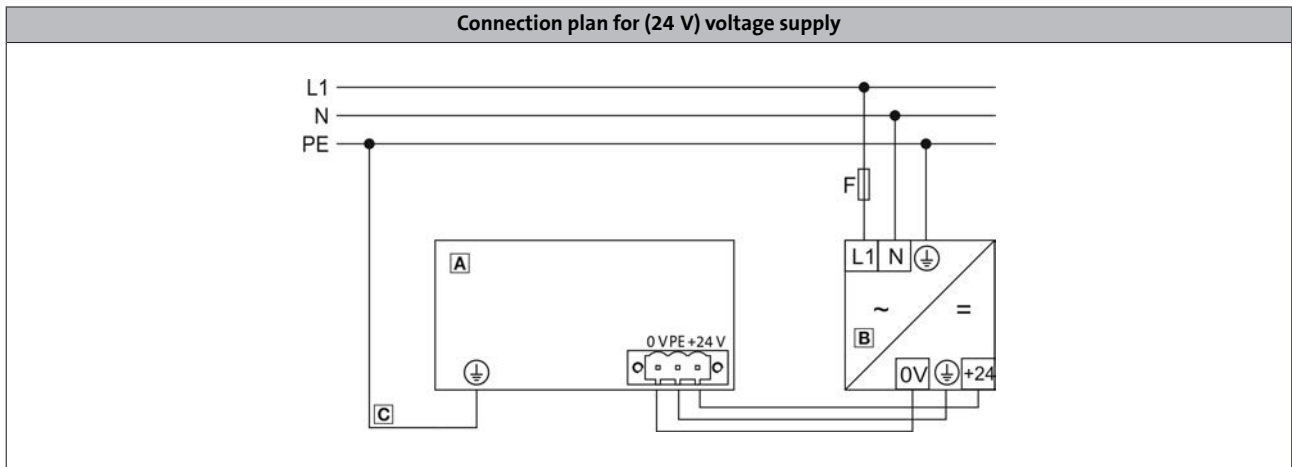 Connection plan for (24 V) voltage supply
L1
N
PE
F
L1 N
A
~ =
B
0 V PE +24 V
0V +24
C